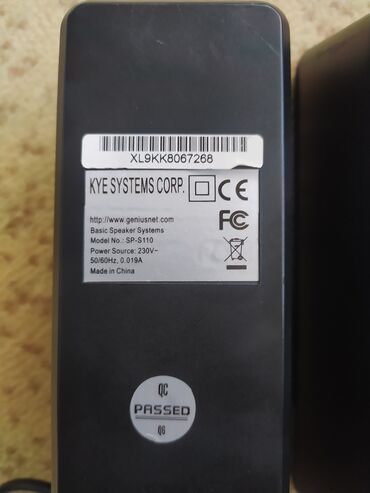 XL9KK8067268
KYE SYSTEMS CORP. CE
http://www.geniusnet.com
Basic Speaker Systems
Model No.: SP-S110
FC
Power Source: 230V~
50/60Hz, 0.019A
Made in China
QC
PASSED
Q6